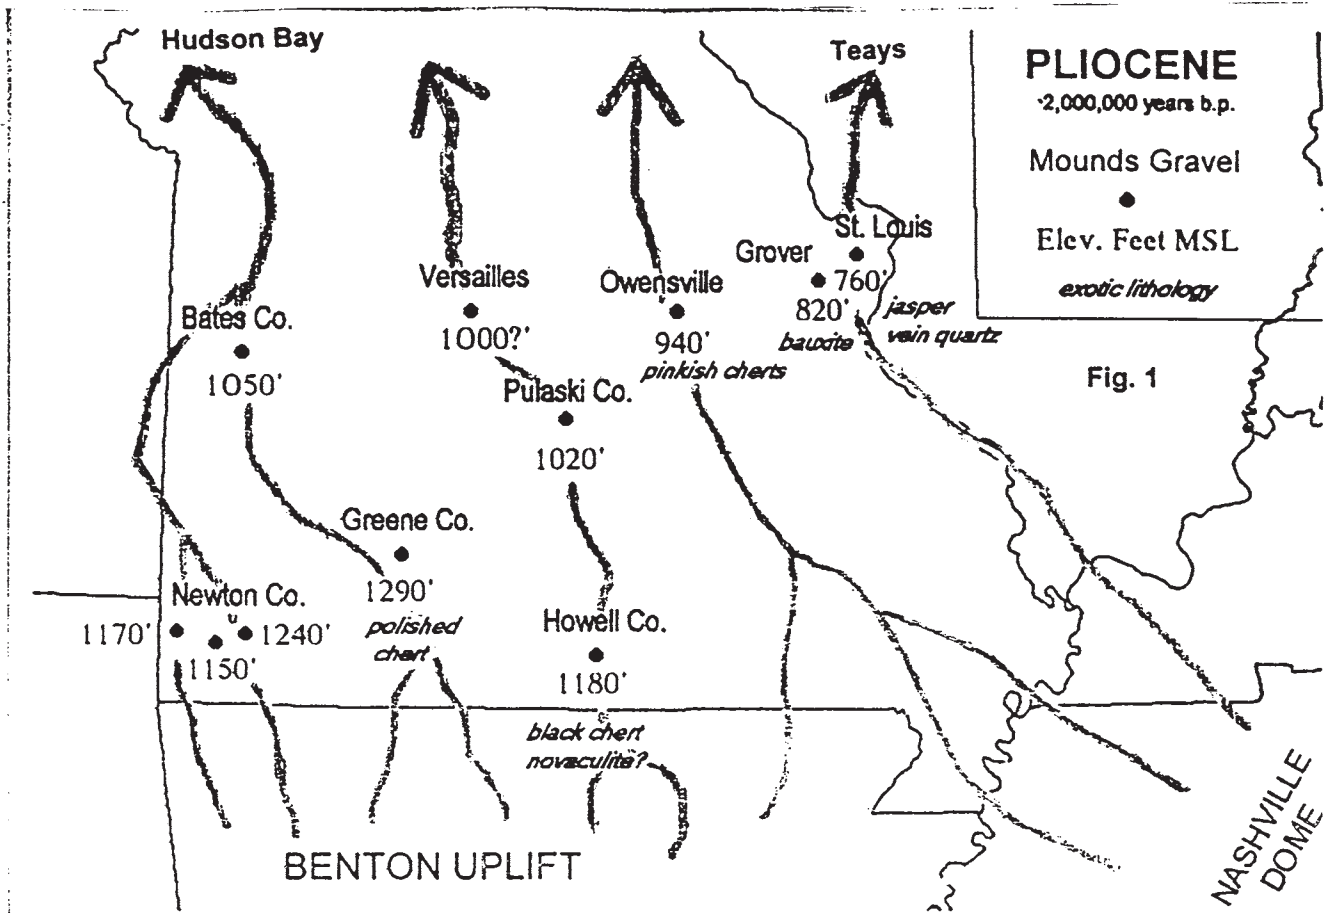 Hudson Bay
Teays
PLIOCENE
~2,000,000 years b.p.
Mounds Gravel
Elev. Feet MSL
exotic lithology
Fig. 1
St. Louis
760'
jasper
vein quartz
Grover
820'
bauxite
Versailles
1000?'
Owensville
940'
pinkish cherts
Bates Co.
1050'
Pulaski Co.
1020'
Greene Co.
1290'
polished
chert
Newton Co.
1170'
1240'
1150'
Howell Co.
1180'
black chert
novaculite?
BENTON UPLIFT
NASHVILLE
DOME